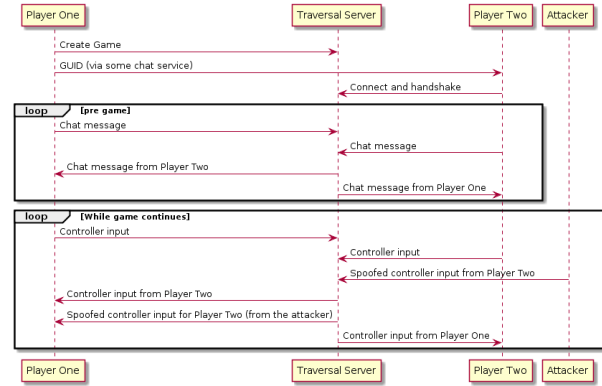 Player One Traversal Server Player Two Attacker
Create Game
GUID (via some chat service)
Connect and handshake
loop [pre game]
Chat message
Chat message
Chat message from Player Two
Chat message from Player One
loop [While game continues]
Controller input
Controller input
Spoofed controller input from Player Two
Controller input from Player Two
Spoofed controller input for Player Two (from the attacker)
Controller input from Player One
Player One Traversal Server Player Two Attacker